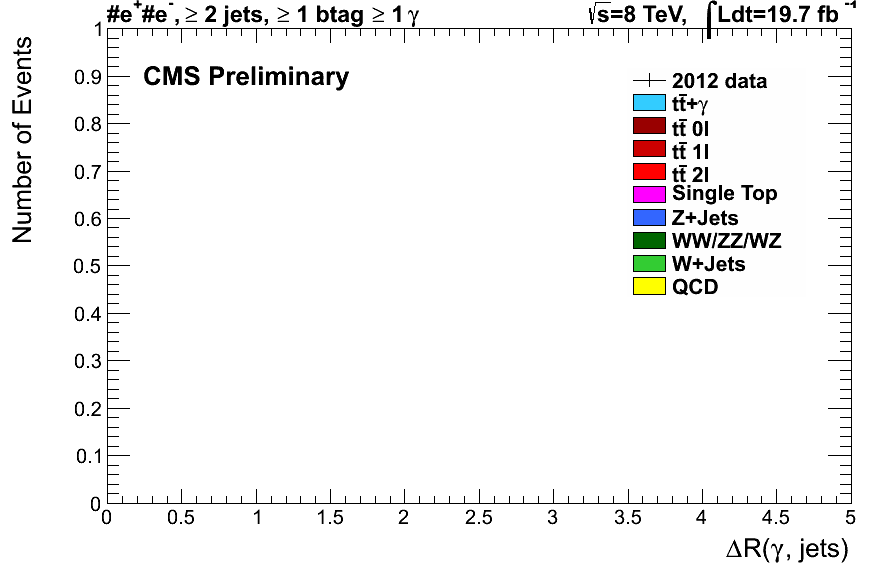 #e⁺#e⁻, ≥ 2 jets, ≥ 1 btag ≥ 1 γ
√s=8 TeV, ∫Ldt=19.7 fb⁻¹
CMS Preliminary
2012 data
tt̄+γ
tt̄ 0l
tt̄ 1l
tt̄ 2l
Single Top
Z+Jets
WW/ZZ/WZ
W+Jets
QCD
Number of Events
1
0.9
0.8
0.7
0.6
0.5
0.4
0.3
0.2
0.1
0
0 0.5 1 1.5 2 2.5 3 3.5 4 4.5 5
ΔR(γ, jets)